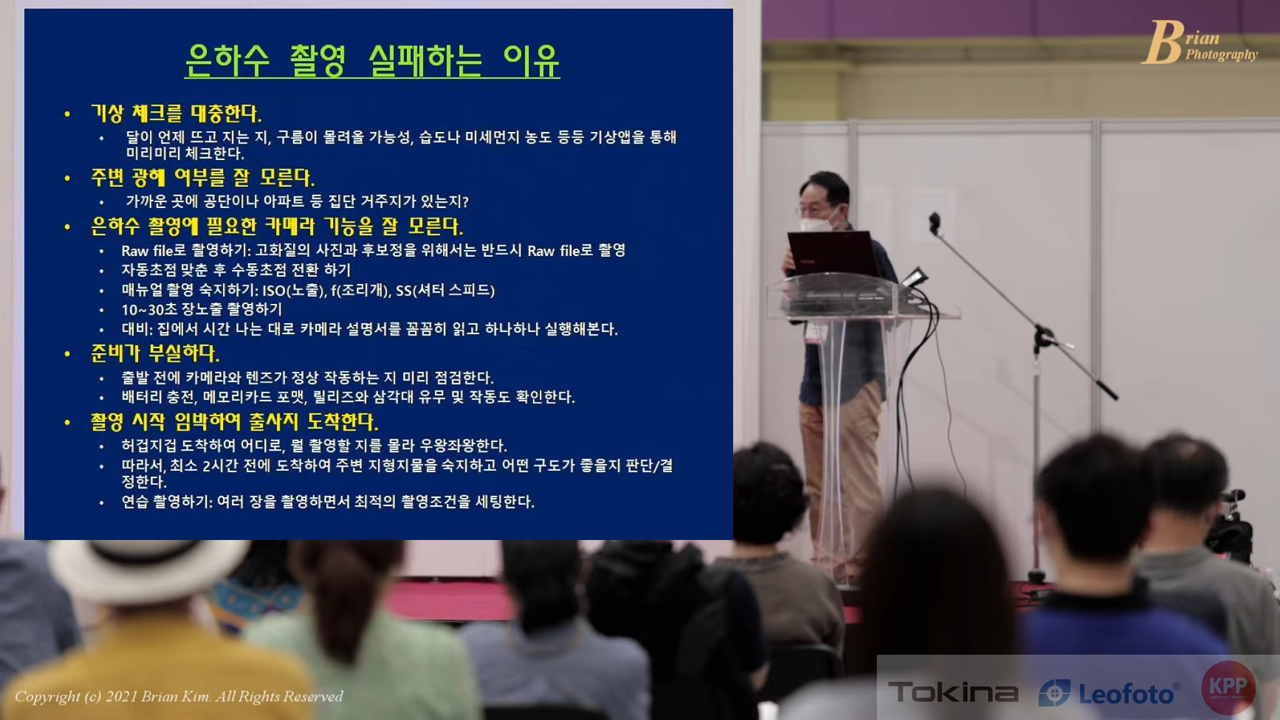 은하수 촬영 실패하는 이유
• 기상 체크를 대충한다.
• 달이 언제 뜨고 지는 지, 구름이 몰려올 가능성, 습도나 미세먼지 농도 등등 기상앱을 통해
미리미리 체크한다.
• 주변 광해 여부를 잘 모른다.
• 가까운 곳에 공단이나 아파트 등 집단 거주지가 있는지?
• 은하수 촬영에 필요한 카메라 기능을 잘 모른다.
• Raw file로 촬영하기: 고화질의 사진과 후보정을 위해서는 반드시 Raw file로 촬영
• 자동초점 맞춘 후 수동초점 전환 하기
• 매뉴얼 촬영 숙지하기: ISO(노출), f(조리개), SS(셔터 스피드)
• 10~30초 장노출 촬영하기
• 대비: 집에서 시간 나는 대로 카메라 설명서를 꼼꼼히 읽고 하나하나 실행해본다.
• 준비가 부실하다.
• 출발 전에 카메라와 렌즈가 정상 작동하는 지 미리 점검한다.
• 배터리 충전, 메모리카드 포맷, 릴리즈와 삼각대 유무 및 작동도 확인한다.
• 촬영 시작 임박하여 출사지 도착한다.
• 허겁지겁 도착하여 어디로, 뭘 촬영할 지를 몰라 우왕좌왕한다.
• 따라서, 최소 2시간 전에 도착하여 주변 지형지물을 숙지하고 어떤 구도가 좋을지 판단/결
정한다.
• 연습 촬영하기: 여러 장을 촬영하면서 최적의 촬영조건을 세팅한다.
Brian
Photography
Copyright (c) 2021 Brian Kim. All Rights Reserved
Tokina Leofoto® KPP